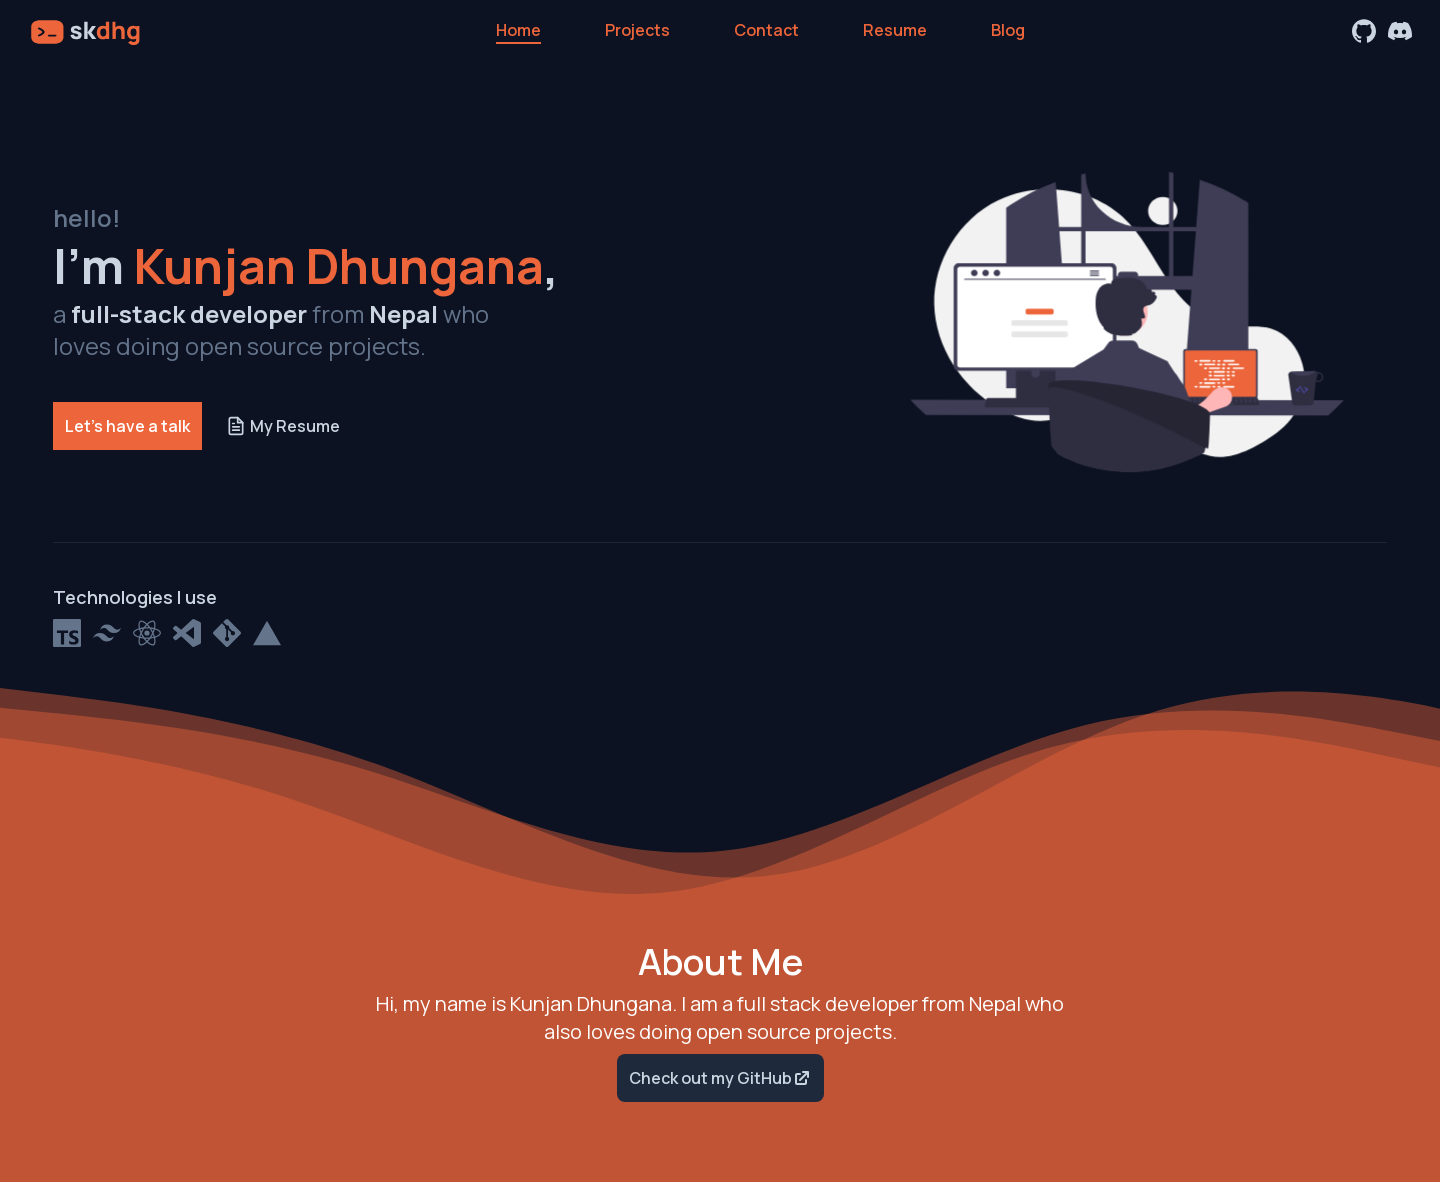 skdhg
Home
Projects
Contact
Resume
Blog
hello!
I'm Kunjan Dhungana,
a full-stack developer from Nepal who
loves doing open source projects.
Let's have a talk
My Resume
Technologies I use
TS
About Me
Hi, my name is Kunjan Dhungana. I am a full stack developer from Nepal who
also loves doing open source projects.
Check out my GitHub